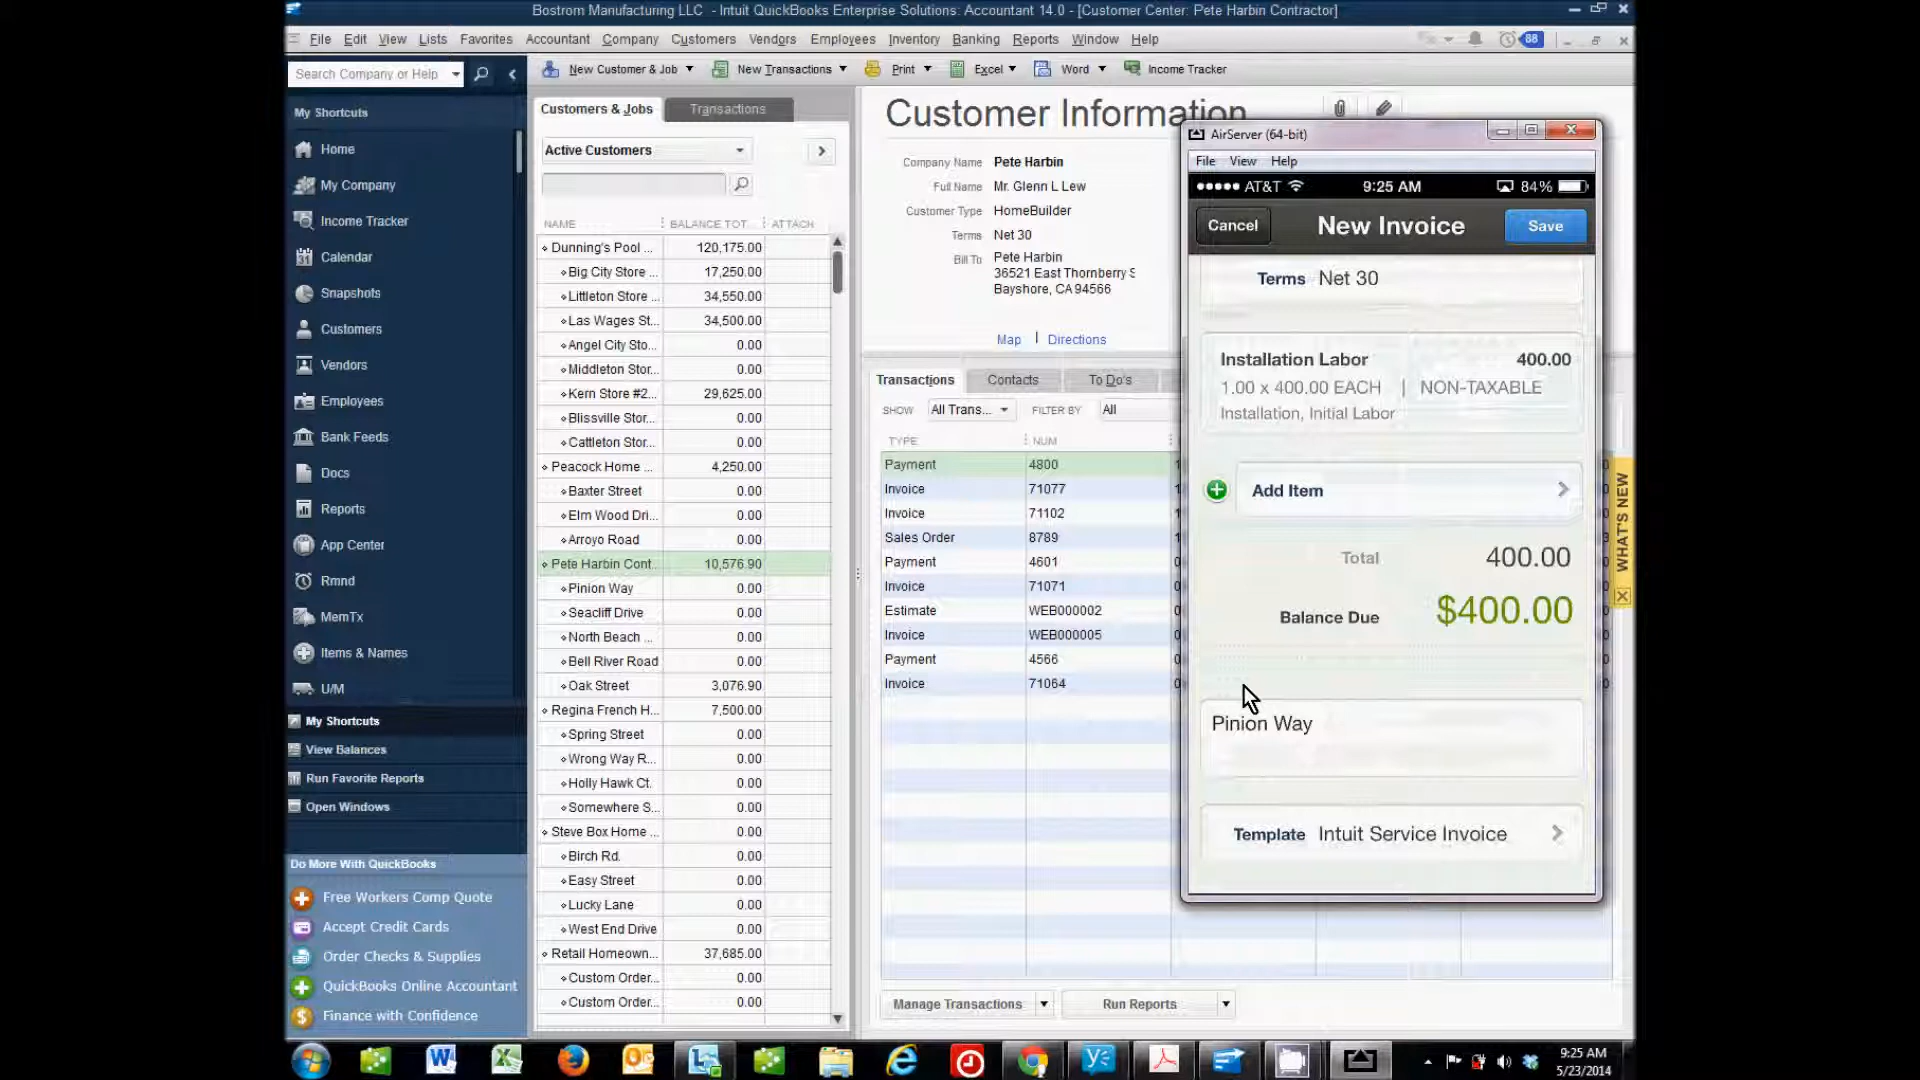 Bostrom Manufacturing LLC - Intuit QuickBooks Enterprise Solutions: Accountant 14.0 - [Customer Center: Pete Harbin Contractor]
File Edit View Lists Favorites Accountant Company Customers Vendors Employees Inventory Banking Reports Window Help
88
Search Company or Help
New Customer & Job New Transactions Print Excel Word Income Tracker
My Shortcuts
Home
My Company
Income Tracker
Calendar
Snapshots
Customers
Vendors
Employees
Bank Feeds
Docs
Reports
App Center
Rmnd
MemTx
Items & Names
U/M
My Shortcuts
View Balances
Run Favorite Reports
Open Windows
Do More With QuickBooks
Free Workers Comp Quote
Accept Credit Cards
Order Checks & Supplies
QuickBooks Online Accountant
Finance with Confidence
Customers & Jobs Transactions
Active Customers
NAME BALANCE TOT... ATTACH
Dunning's Pool ... 120,175.00
Big City Store ... 17,250.00
Littleton Store ... 34,550.00
Las Wages St... 34,500.00
Angel City Sto... 0.00
Middleton Stor... 0.00
Kern Store #2... 29,625.00
Blissville Stor... 0.00
Cattleton Stor... 0.00
Peacock Home ... 4,250.00
Baxter Street 0.00
Elm Wood Dri... 0.00
Arroyo Road 0.00
Pete Harbin Cont... 10,576.90
Pinion Way 0.00
Seacliff Drive 0.00
North Beach ... 0.00
Bell River Road 0.00
Oak Street 3,076.90
Regina French H... 7,500.00
Spring Street 0.00
Wrong Way R... 0.00
Holly Hawk Ct. 0.00
Somewhere S... 0.00
Steve Box Home ... 0.00
Birch Rd. 0.00
Easy Street 0.00
Lucky Lane 0.00
West End Drive 0.00
Retail Homeown... 37,685.00
Custom Order... 0.00
Custom Order... 0.00
Customer Information
Company Name Pete Harbin
Full Name Mr. Glenn L Lew
Customer Type HomeBuilder
Terms Net 30
Bill To Pete Harbin
36521 East Thornberry S
Bayshore, CA 94566
Map | Directions
Transactions Contacts To Do's
SHOW All Trans... FILTER BY All
TYPE NUM
Payment 4800
Invoice 71077
Invoice 71102
Sales Order 8789
Payment 4601
Invoice 71071
Estimate WEB000002
Invoice WEB000005
Payment 4566
Invoice 71064
Manage Transactions Run Reports
WHAT'S NEW
AirServer (64-bit)
File View Help
AT&T 9:25 AM 84%
Cancel New Invoice Save
Terms Net 30
Installation Labor 400.00
1.00 x 400.00 EACH | NON-TAXABLE
Installation, Initial Labor
Add Item
Total 400.00
Balance Due $400.00
Pinion Way
Template Intuit Service Invoice
9:25 AM
5/23/2014